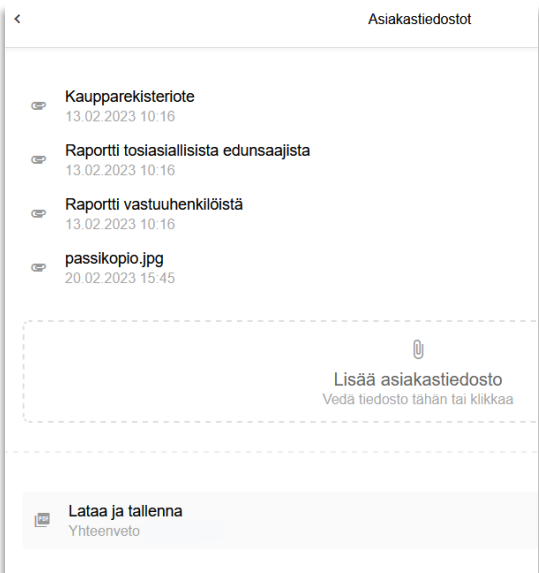 Asiakastiedostot
Kaupparekisteriote
13.02.2023 10:16
Raportti tosiasiallisista edunsaajista
13.02.2023 10:16
Raportti vastuuhenkilöistä
13.02.2023 10:16
passikopio.jpg
20.02.2023 15:45
Lisää asiakastiedosto
Vedä tiedosto tähän tai klikkaa
PDF
Lataa ja tallenna
Yhteenveto